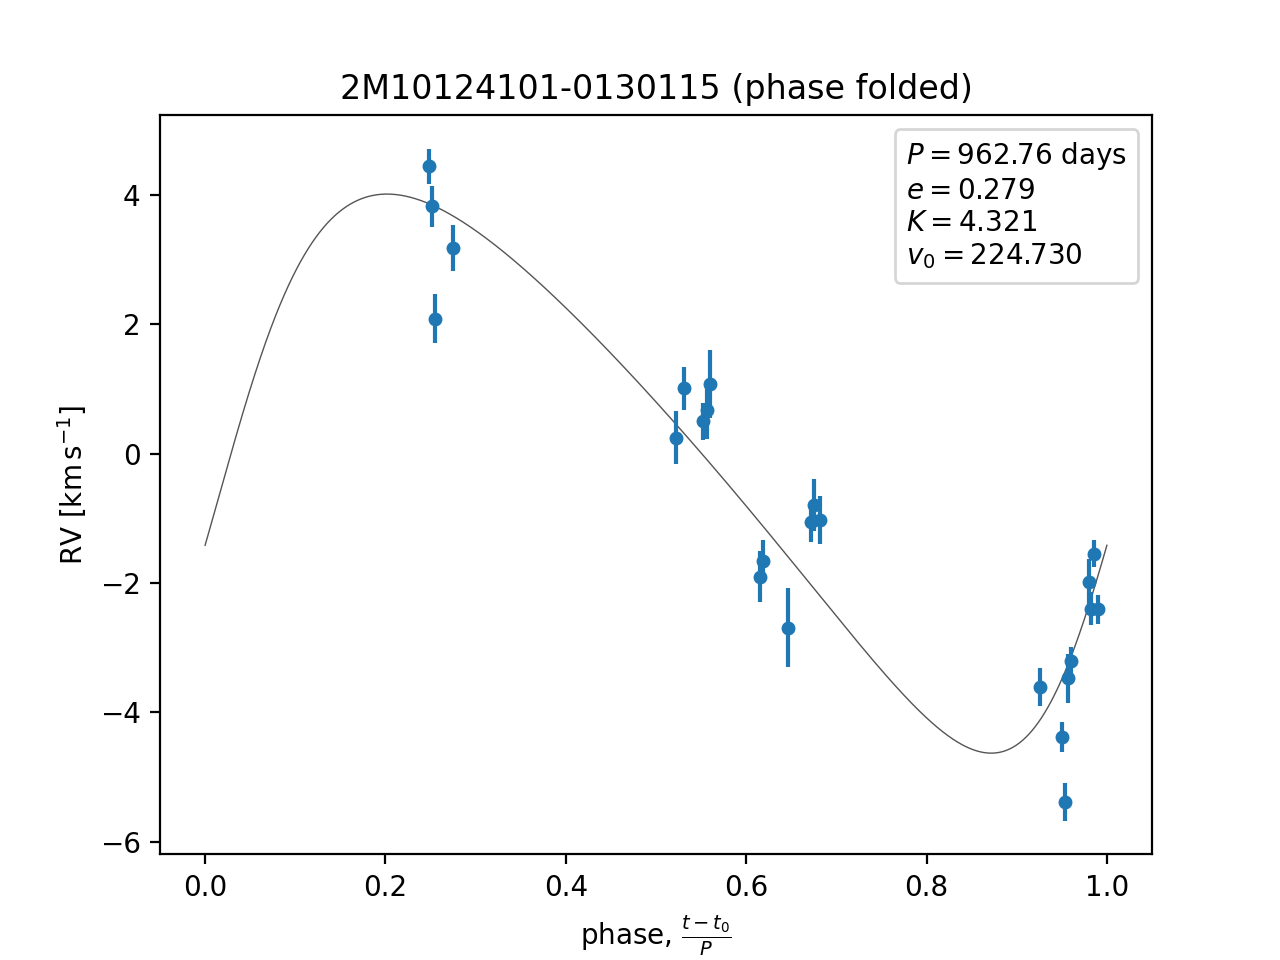 2M10124101-0130115 (phase folded)
P = 962.76 days
e = 0.279
K = 4.321
v₀ = 224.730
RV [km s⁻¹]
4
2
0
−2
−4
−6
0.0 0.2 0.4 0.6 0.8 1.0
phase, (t − t₀)/P